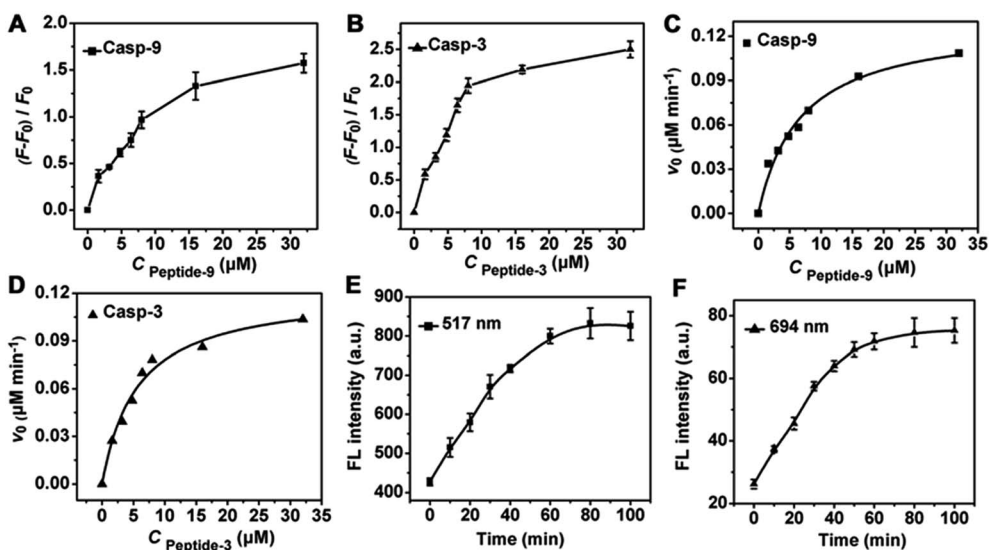 A
Casp-9
(F-F0) / F0
2.0
1.5
1.0
0.5
0.0
0 5 10 15 20 25 30
C Peptide-9 (µM)
B
Casp-3
(F-F0) / F0
2.5
2.0
1.5
1.0
0.5
0.0
0 5 10 15 20 25 30
C Peptide-3 (µM)
C
Casp-9
v0 (µM min-1)
0.12
0.09
0.06
0.03
0.00
0 5 10 15 20 25 30 35
C Peptide-9 (µM)
D
Casp-3
v0 (µM min-1)
0.12
0.09
0.06
0.03
0.00
0 5 10 15 20 25 30 35
C Peptide-3 (µM)
E
517 nm
FL intensity (a.u.)
900
800
700
600
500
400
0 20 40 60 80 100
Time (min)
F
694 nm
FL intensity (a.u.)
80
60
40
20
0 20 40 60 80 100
Time (min)